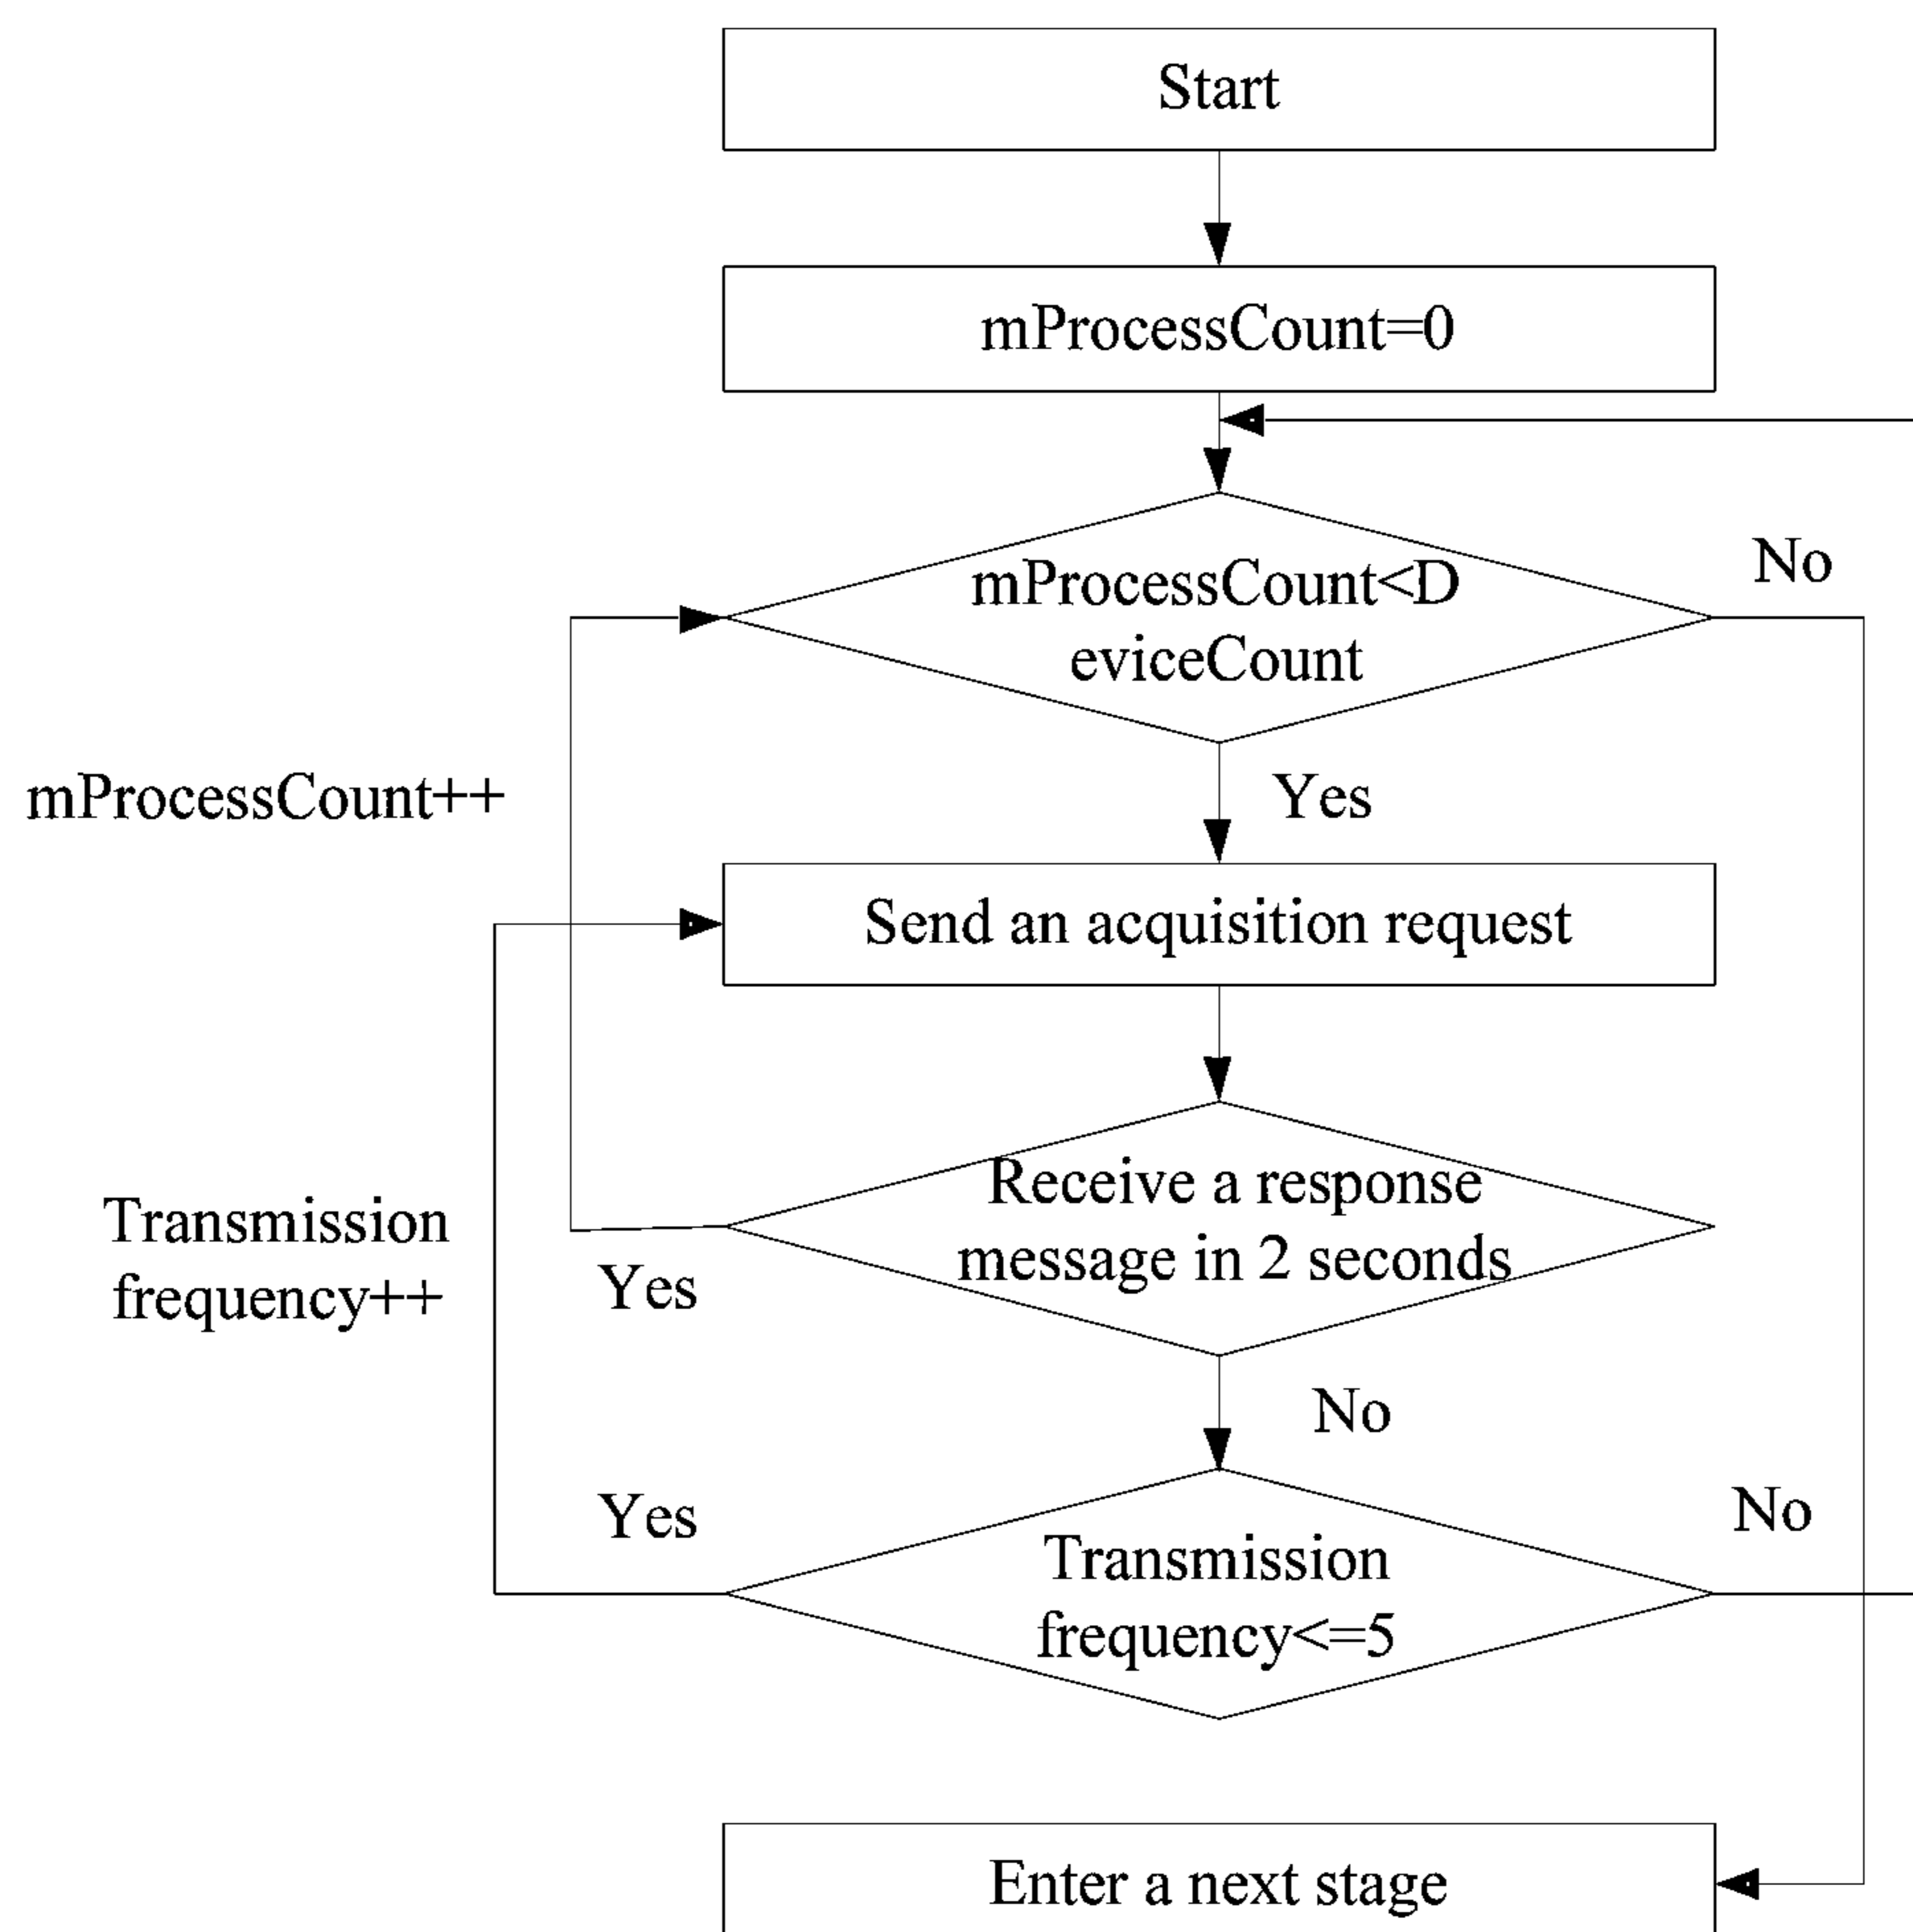 Start
mProcessCount=0
mProcessCount<D
eviceCount
No
Yes
mProcessCount++
Send an acquisition request
Receive a response
message in 2 seconds
Transmission
frequency++
Yes
No
Yes
No
Transmission
frequency<=5
Enter a next stage